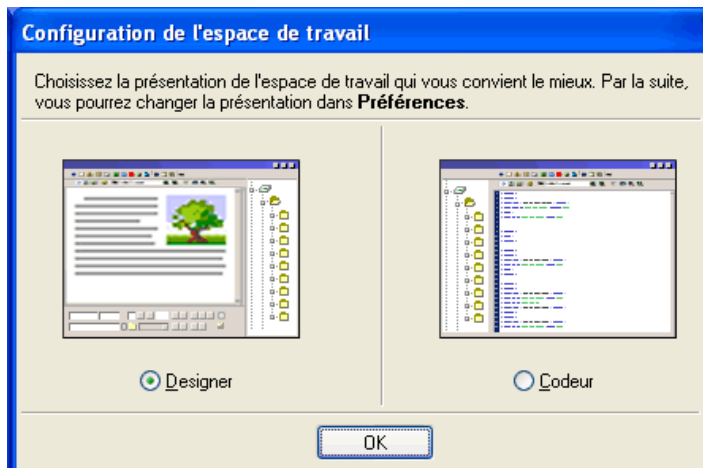 Configuration de l'espace de travail
Choisissez la présentation de l'espace de travail qui vous convient le mieux. Par la suite,
vous pourrez changer la présentation dans Préférences.
Designer
Codeur
OK